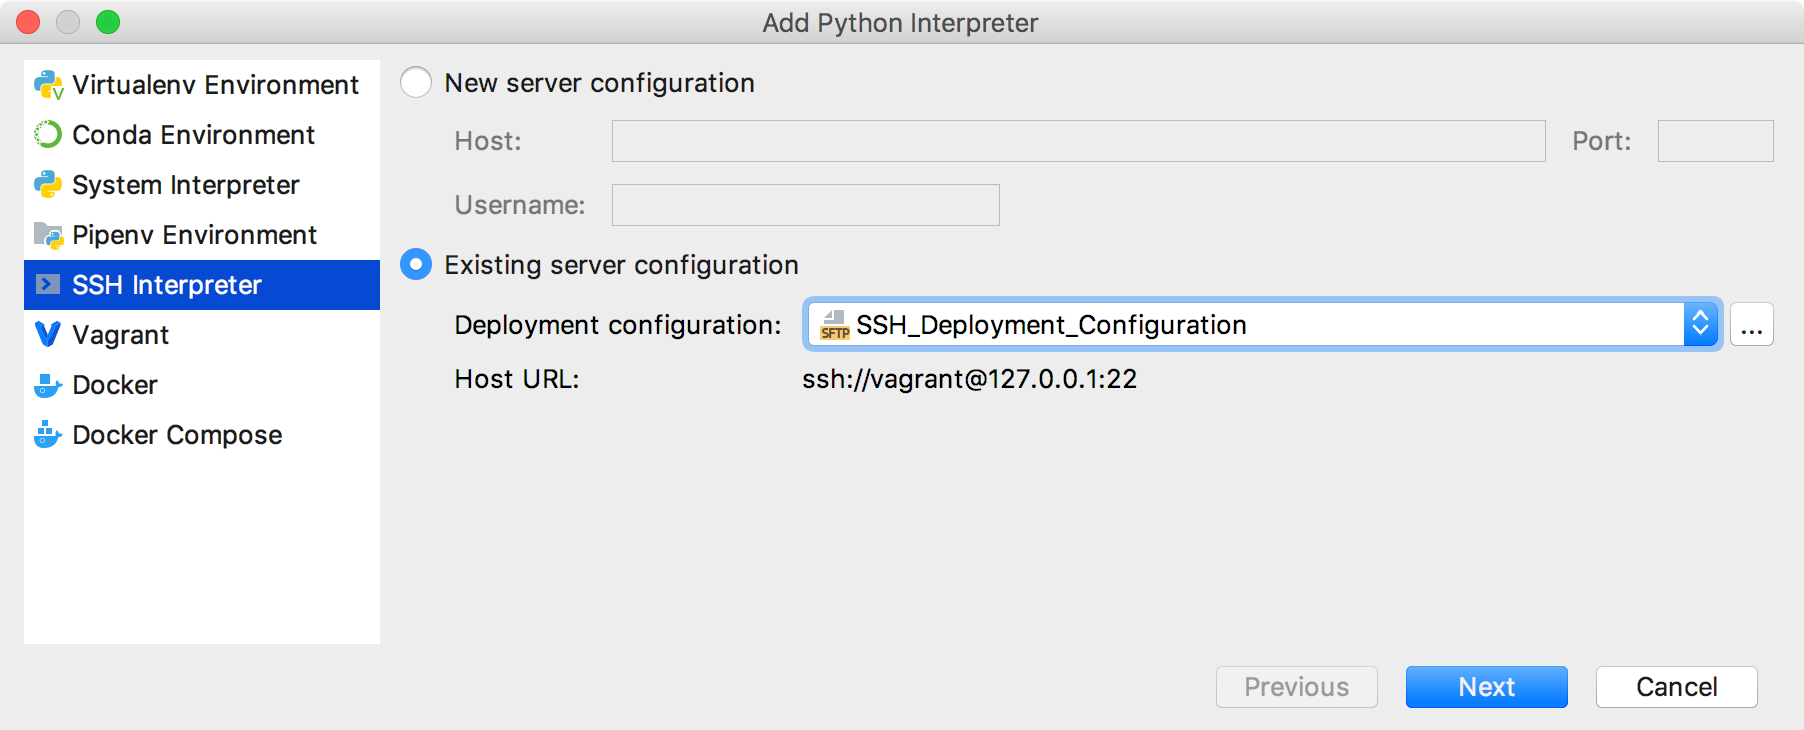 Add Python Interpreter
Virtualenv Environment
Conda Environment
System Interpreter
Pipenv Environment
SSH Interpreter
Vagrant
Docker
Docker Compose
New server configuration
Host:
Port:
Username:
Existing server configuration
Deployment configuration:
SFTP SSH_Deployment_Configuration
...
Host URL:
ssh://vagrant@127.0.0.1:22
Previous
Next
Cancel